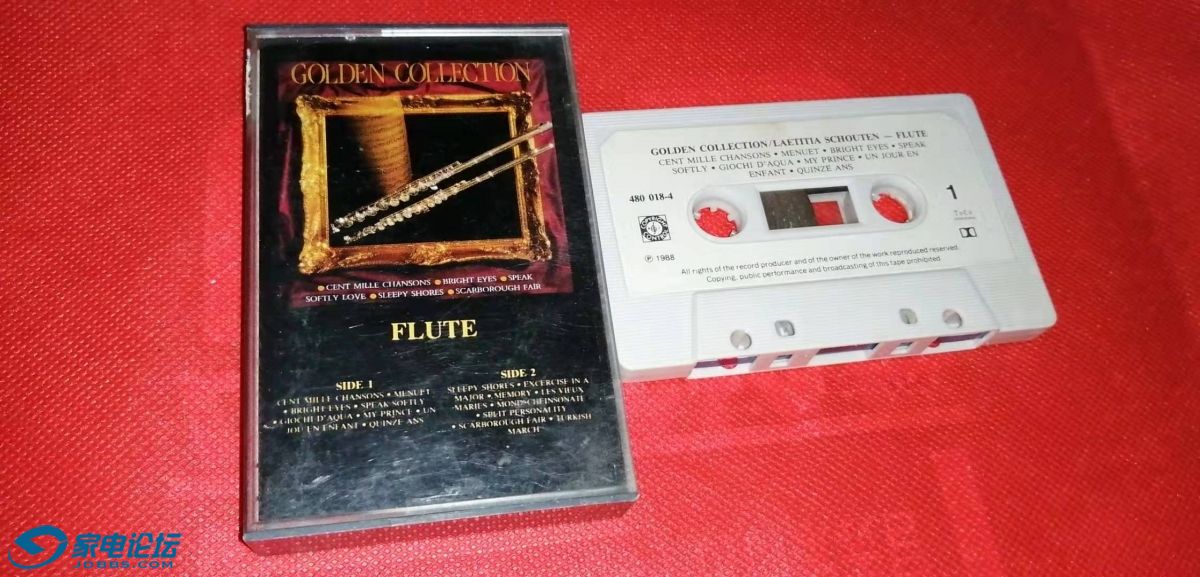 GOLDEN COLLECTION
CENT MILLE CHANSONS ● BRIGHT EYES ● SPEAK
SOFTLY LOVE ● SLEEPY SHORES ● SCARBOROUGH FAIR
FLUTE
SIDE 1
CENT MILLE CHANSONS • MENUET
• BRIGHT EYES • SPEAK SOFTLY
• GIOCHI D'AQUA • MY PRINCE • UN
JOU EN ENFANT • QUINZE ANS
SIDE 2
SLEEPY SHORES • EXCERCISE IN A
MAJOR • MEMORY • LES VIEUX
MARIES • MONDSCHEINSONATE
• SPLIT PERSONALITY
• SCARBOROUGH FAIR • TURKISH
MARCH
GOLDEN COLLECTION/LAETITIA SCHOUTEN — FLUTE
CENT MILLE CHANSONS • MENUET • BRIGHT EYES • SPEAK
SOFTLY • GIOCHI D'AQUA • MY PRINCE • UN JOUR EN
ENFANT • QUINZE ANS
480 018-4
1
COPYRIGHT
CONTROL
℗ 1988
All rights of the record producer and of the owner of the work reproduced reserved.
Copying, public performance and broadcasting of this tape prohibited
家电论坛
JDBBS.COM